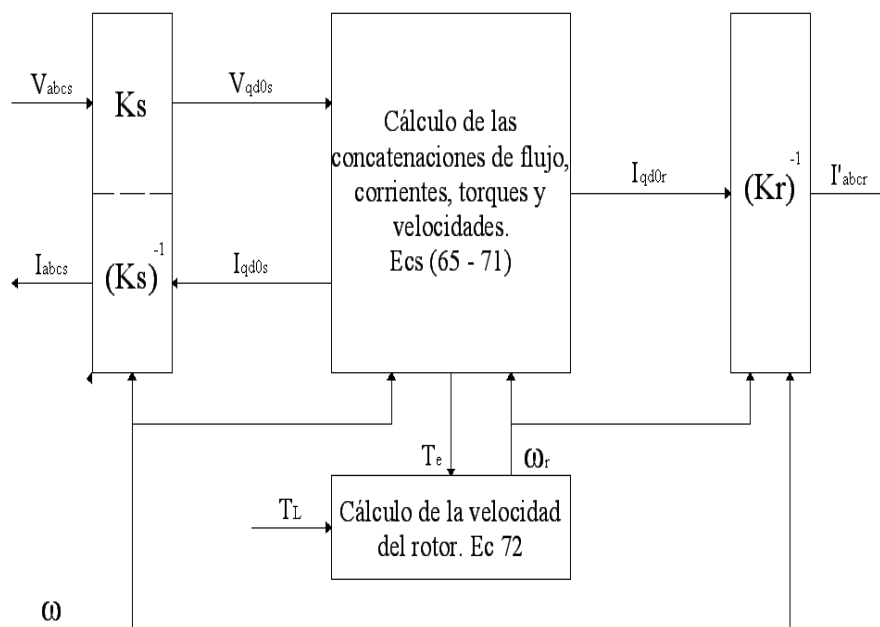 Vabcs
Ks
Vqd0s
Cálculo de las
concatenaciones de flujo,
corrientes, torques y
velocidades.
Ecs (65 - 71)
Iqd0r
(Kr)-1
I'abcr
Iabcs
(Ks)-1
Iqd0s
Te
ωr
TL
Cálculo de la velocidad
del rotor. Ec 72
ω